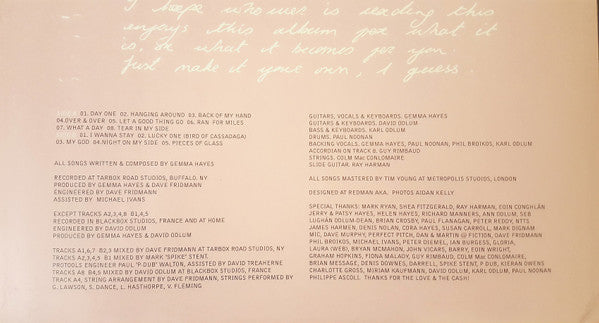 I hope whoever is reading this
enjoys this album for what it
is, or what it becomes for you.
Just make it your own, I guess.
01. DAY ONE 02. HANGING AROUND 03. BACK OF MY HAND
04.OVER & OVER 05. LET A GOOD THING GO 06. RAN FOR MILES
07. WHAT A DAY 08. TEAR IN MY SIDE
01. I WANNA STAY 02. LUCKY ONE (BIRD OF CASSADAGA)
03. MY GOD 04.NIGHT ON MY SIDE 05. PIECES OF GLASS
ALL SONGS WRITTEN & COMPOSED BY GEMMA HAYES
RECORDED AT TARBOX ROAD STUDIOS, BUFFALO. NY
PRODUCED BY GEMMA HAYES AND DAVE FRIDMANN
ENGINEERED BY DAVE FRIDMANN
ASSISTED BY MICHAEL IVANS
EXCEPT TRACKS A2,3,4,8 B1,4,5
RECORDED IN BLACKBOX STUDIOS, FRANCE AND AT HOME
ENGINEERED BY DAVID ODLUM
PRODUCED BY GEMMA HAYES & DAVID ODLUM
TRACKS A1,6,7 B2,3 MIXED BY DAVE FRIDMANN AT TARBOX ROAD STUDIOS, NY
TRACKS A2,3,4,5 B1 MIXED BY MARK "SPIKE" STENT.
PROTOOLS ENGINEER PAUL "P.DUB" WALTON, ASSISTED BY DAVID TREAHERNE
TRACKS A8 B4,5 MIXED BY DAVID ODLUM AT BLACKBOX STUDIOS, FRANCE
TRACK A4, STRING ARRANGEMENT BY DAVE FRIDMANN, STRINGS PERFORMED BY
G. LAWSON, S. DANCE, L. HASTHORPE, V. FLEMING
GUITARS, VOCALS & KEYBOARDS. GEMMA HAYES
GUITARS & KEYBOARDS. DAVID ODLUM
BASS & KEYBOARDS. KARL ODLUM
DRUMS. PAUL NOONAN
BACKING VOCALS, GEMMA HAYES, PAUL NOONAN, PHIL BROIKOS, KARL ODLUM
ACCORDIAN ON TRACK 8. GUY RIMBAUD
STRINGS. COLM MAC CONLOMAIRE
SLIDE GUITAR. RAY HARMAN
ALL SONGS MASTERED BY TIM YOUNG AT METROPOLIS STUDIOS, LONDON
DESIGNED AT REDMAN AKA. PHOTOS AIDAN KELLY
SPECIAL THANKS: MARK RYAN, SHEA FITZGERALD, RAY HARMAN, COIN CONGHLÁN
JERRY & PATSY HAYES, HELEN HAYES, RICHARD MANNERS, ANN ODLUM, SEB
LUGHÁN ODLUM-DEAN, BRIAN CROSBY, PAUL FLANAGAN, PETER REDDY, NTTS
JAMES HARMEN, DENIS NOLAN, CORA HAYES, SUSAN CARROLL, MARK DIGNAM
MIC, DAVE MURPHY, PERFECT PITCH, DAN & MARTIN @ FICTION, DAVE FRIDMANN
PHIL BROIKOS, MICHAEL IVANS, PETER DIEMEL, IAN BURGESS, GLORIA,
LAURA (WEB), BRYAN MCMAHON, JOHN VICARS, BARRY, EOIN WRIGHT,
GRAHAM HOPKINS, FIONA MALADY, GUY RIMBAUD, COLM Mac CONLOMAIRE,
BRIAN MESSAGE, DENIS DOWNES, DARRELL, SPIKE STENT, P DUB, KIERAN OWENS
CHARLOTTE GROSS, MIRIAM KAUFMANN, DAVID ODLUM, KARL ODLUM, PAUL NOONAN
PHILIPPE ASCOLI. THANKS FOR THE LOVE & THE CASH!